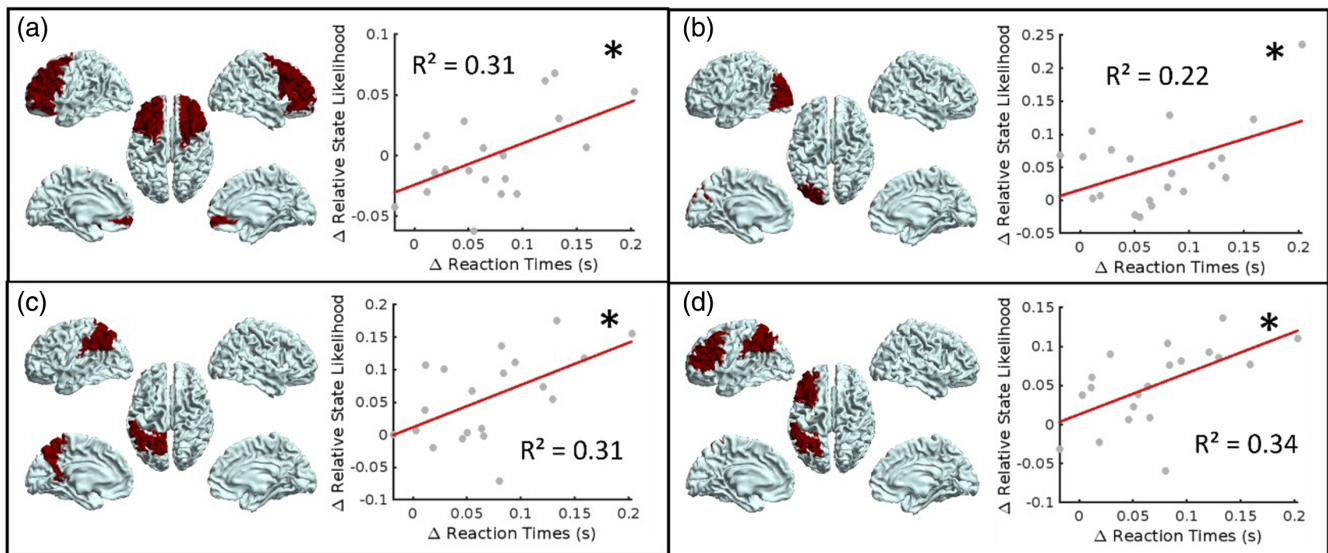 (a)
Δ Relative State Likelihood
0.1
0.05
0
-0.05
R² = 0.31
*
0 0.05 0.1 0.15 0.2
Δ Reaction Times (s)
(b)
Δ Relative State Likelihood
0.25
0.2
0.15
0.1
0.05
0
-0.05
R² = 0.22
*
0 0.05 0.1 0.15 0.2
Δ Reaction Times (s)
(c)
Δ Relative State Likelihood
0.2
0.15
0.1
0.05
0
-0.05
-0.1
*
R² = 0.31
0 0.05 0.1 0.15 0.2
Δ Reaction Times (s)
(d)
Δ Relative State Likelihood
0.15
0.1
0.05
0
-0.05
-0.1
*
R² = 0.34
0 0.05 0.1 0.15 0.2
Δ Reaction Times (s)